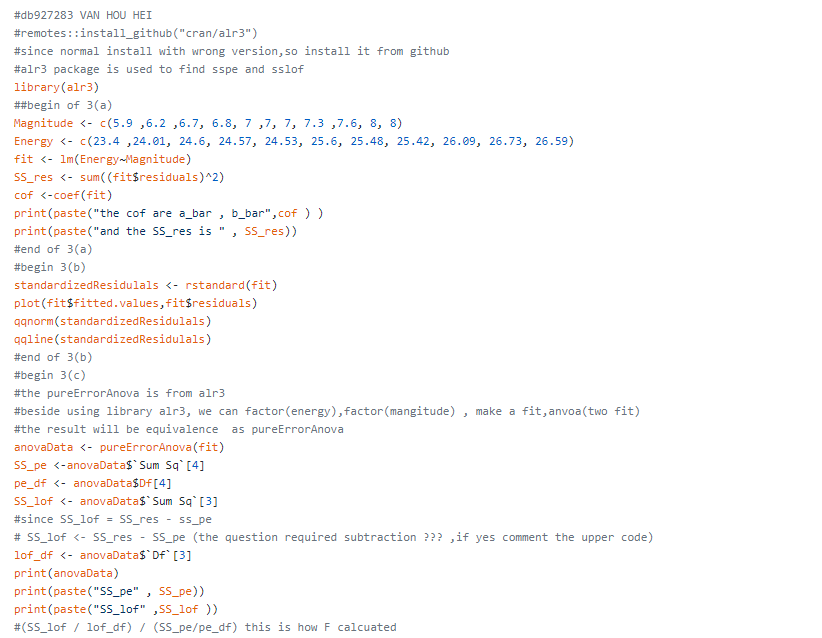 #db927283 VAN HOU HEI
#remotes::install_github("cran/alr3")
#since normal install with wrong version,so install it from github
#alr3 package is used to find sspe and sslof
library(alr3)
##begin of 3(a)
Magnitude <- c(5.9 ,6.2 ,6.7, 6.8, 7 ,7, 7, 7.3 ,7.6, 8, 8)
Energy <- c(23.4 ,24.01, 24.6, 24.57, 24.53, 25.6, 25.48, 25.42, 26.09, 26.73, 26.59)
fit <- lm(Energy~Magnitude)
SS_res <- sum((fit$residuals)^2)
cof <-coef(fit)
print(paste("the cof are a_bar , b_bar",cof ) )
print(paste("and the SS_res is " , SS_res))
#end of 3(a)
#begin 3(b)
standardizedResidulals <- rstandard(fit)
plot(fit$fitted.values,fit$residuals)
qqnorm(standardizedResidulals)
qqline(standardizedResidulals)
#end of 3(b)
#begin 3(c)
#the pureErrorAnova is from alr3
#beside using library alr3, we can factor(energy),factor(mangitude) , make a fit,anvoa(two fit)
#the result will be equivalence  as pureErrorAnova
anovaData <- pureErrorAnova(fit)
SS_pe <-anovaData$`Sum Sq`[4]
pe_df <- anovaData$Df[4]
SS_lof <- anovaData$`Sum Sq`[3]
#since SS_lof = SS_res - ss_pe
# SS_lof <- SS_res - SS_pe (the question required subtraction ??? ,if yes comment the upper code)
lof_df <- anovaData$`Df`[3]
print(anovaData)
print(paste("SS_pe" , SS_pe))
print(paste("SS_lof" ,SS_lof ))
#(SS_lof / lof_df) / (SS_pe/pe_df) this is how F calcuated